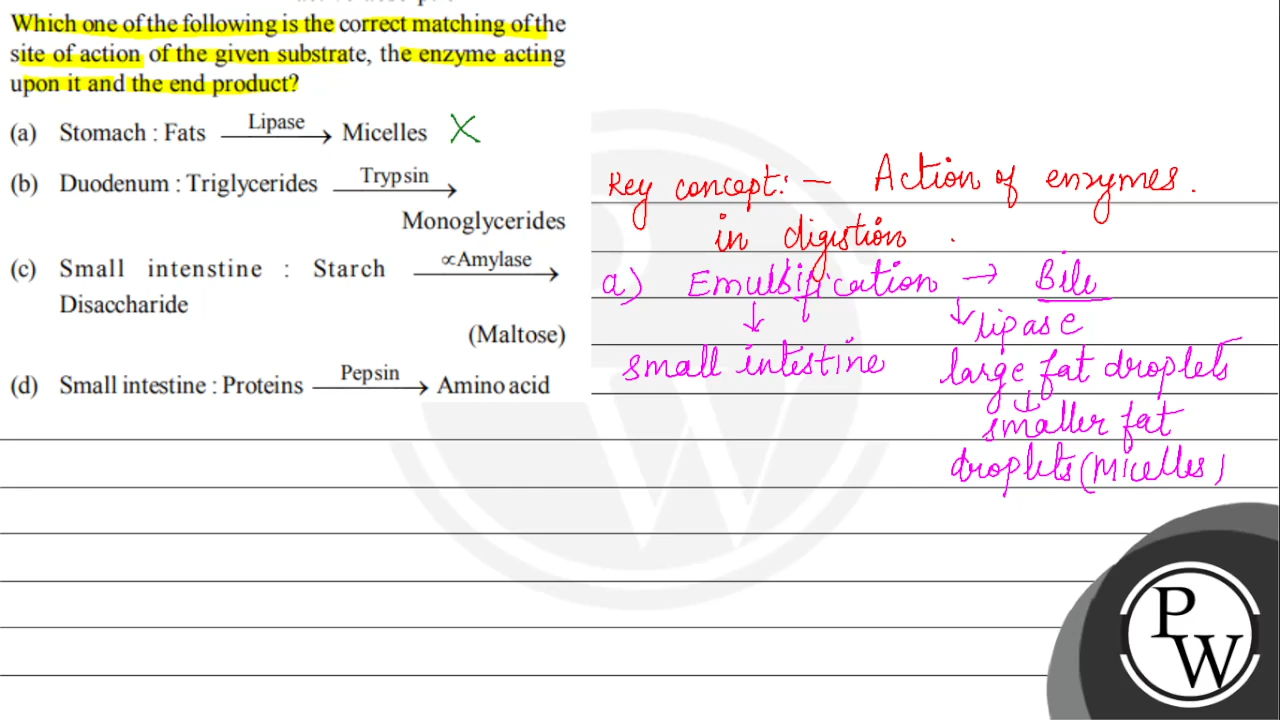 Which one of the following is the correct matching of the
site of action of the given substrate, the enzyme acting
upon it and the end product?
(a) Stomach : Fats Lipase → Micelles X
(b) Duodenum : Triglycerides Trypsin →
Monoglycerides
(c) Small intenstine : Starch ∝Amylase →
Disaccharide
(Maltose)
(d) Small intestine : Proteins Pepsin → Amino acid
Key concept: — Action of enzymes.
in digestion.
a) Emulsification → Bile
↓ ↓ lipase
small intestine large fat droplets
↓
smaller fat
droplets (Micelles)
P
W
PW